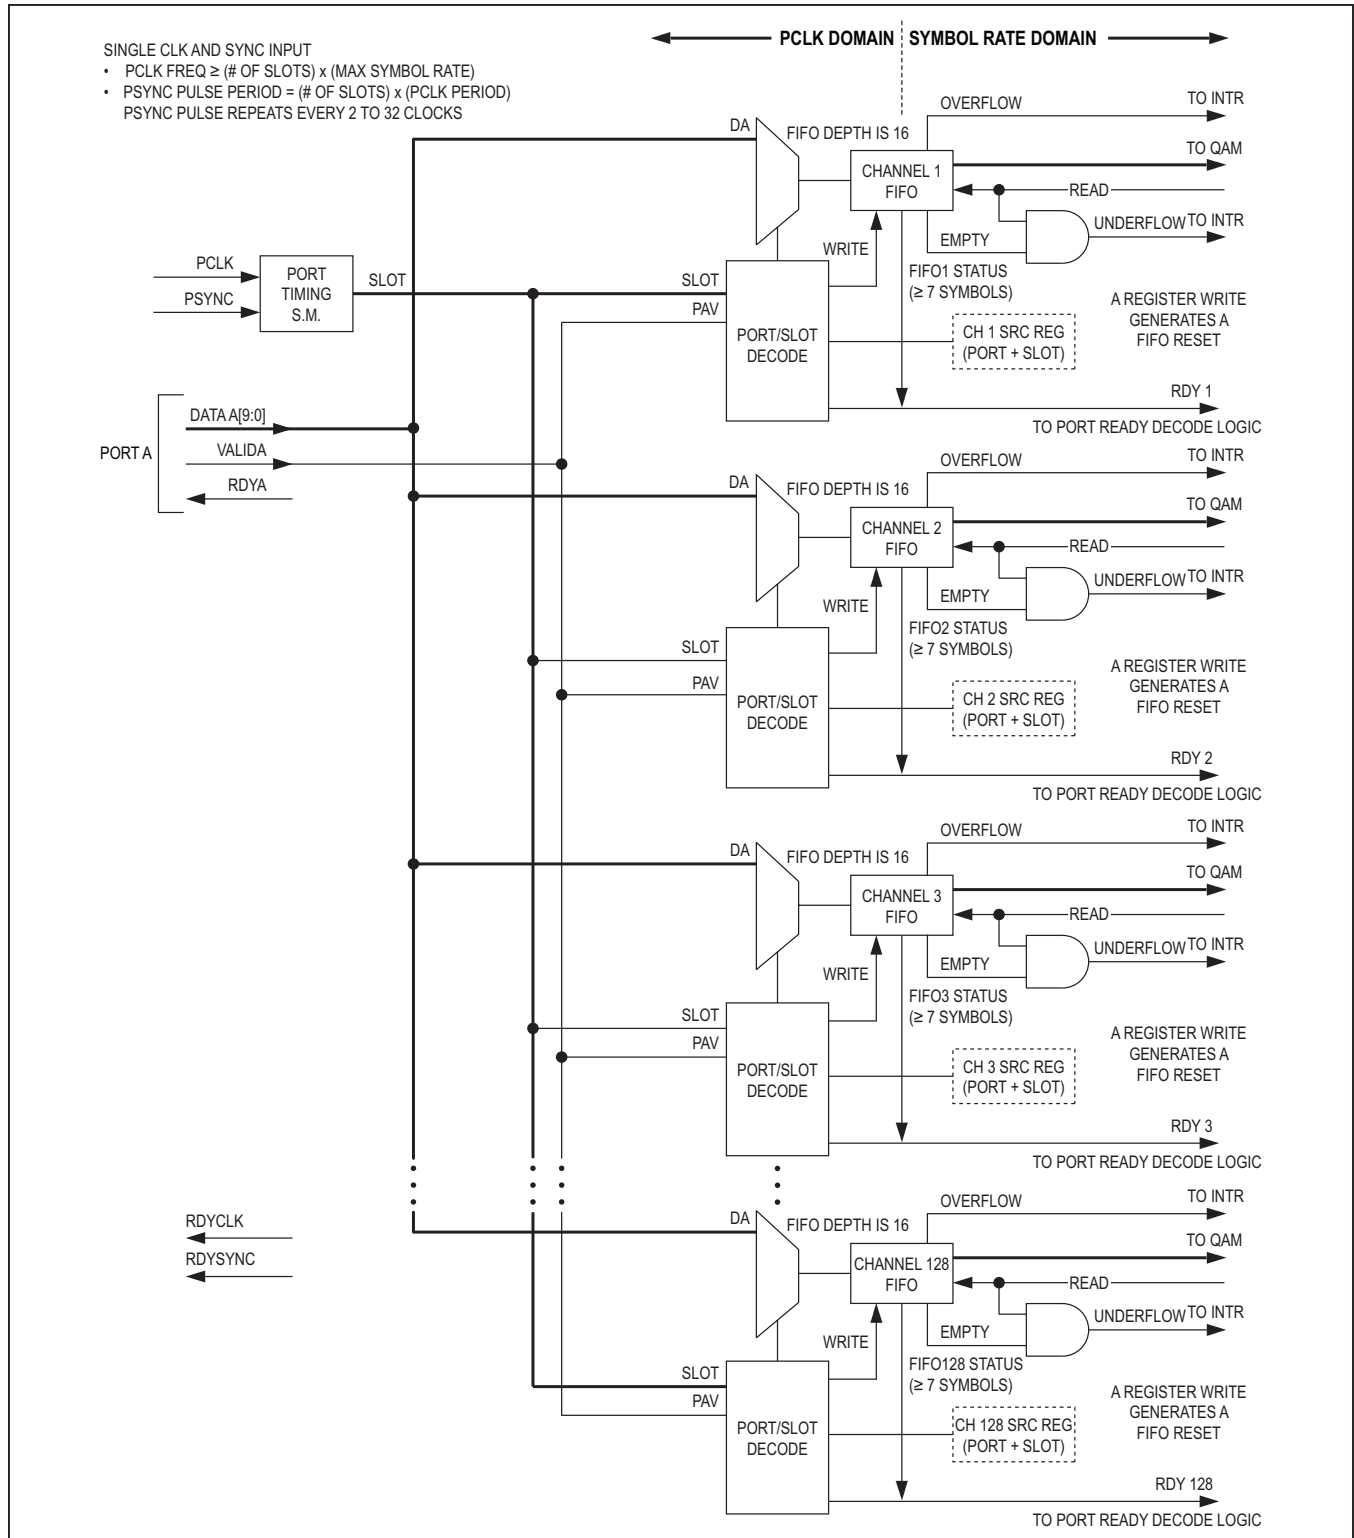 PCLK DOMAIN
SYMBOL RATE DOMAIN
SINGLE CLK AND SYNC INPUT
• PCLK FREQ ≥ (# OF SLOTS) x (MAX SYMBOL RATE)
• PSYNC PULSE PERIOD = (# OF SLOTS) x (PCLK PERIOD)
PSYNC PULSE REPEATS EVERY 2 TO 32 CLOCKS
PCLK
PSYNC
PORT
TIMING
S.M.
SLOT
PORT A
DATA A[9:0]
VALIDA
RDYA
DA
FIFO DEPTH IS 16
OVERFLOW
TO INTR
CHANNEL 1
FIFO
TO QAM
READ
UNDERFLOW
TO INTR
EMPTY
WRITE
FIFO1 STATUS
(≥ 7 SYMBOLS)
SLOT
PAV
PORT/SLOT
DECODE
CH 1 SRC REG
(PORT + SLOT)
A REGISTER WRITE
GENERATES A
FIFO RESET
RDY 1
TO PORT READY DECODE LOGIC
DA
FIFO DEPTH IS 16
OVERFLOW
TO INTR
CHANNEL 2
FIFO
TO QAM
READ
UNDERFLOW
TO INTR
EMPTY
WRITE
FIFO2 STATUS
(≥ 7 SYMBOLS)
SLOT
PAV
PORT/SLOT
DECODE
CH 2 SRC REG
(PORT + SLOT)
A REGISTER WRITE
GENERATES A
FIFO RESET
RDY 2
TO PORT READY DECODE LOGIC
DA
FIFO DEPTH IS 16
OVERFLOW
TO INTR
CHANNEL 3
FIFO
TO QAM
READ
UNDERFLOW
TO INTR
EMPTY
WRITE
FIFO3 STATUS
(≥ 7 SYMBOLS)
SLOT
PAV
PORT/SLOT
DECODE
CH 3 SRC REG
(PORT + SLOT)
A REGISTER WRITE
GENERATES A
FIFO RESET
RDY 3
TO PORT READY DECODE LOGIC
RDYCLK
RDYSYNC
DA
FIFO DEPTH IS 16
OVERFLOW
TO INTR
CHANNEL 128
FIFO
TO QAM
READ
UNDERFLOW
TO INTR
EMPTY
WRITE
FIFO128 STATUS
(≥ 7 SYMBOLS)
SLOT
PAV
PORT/SLOT
DECODE
CH 128 SRC REG
(PORT + SLOT)
A REGISTER WRITE
GENERATES A
FIFO RESET
RDY 128
TO PORT READY DECODE LOGIC